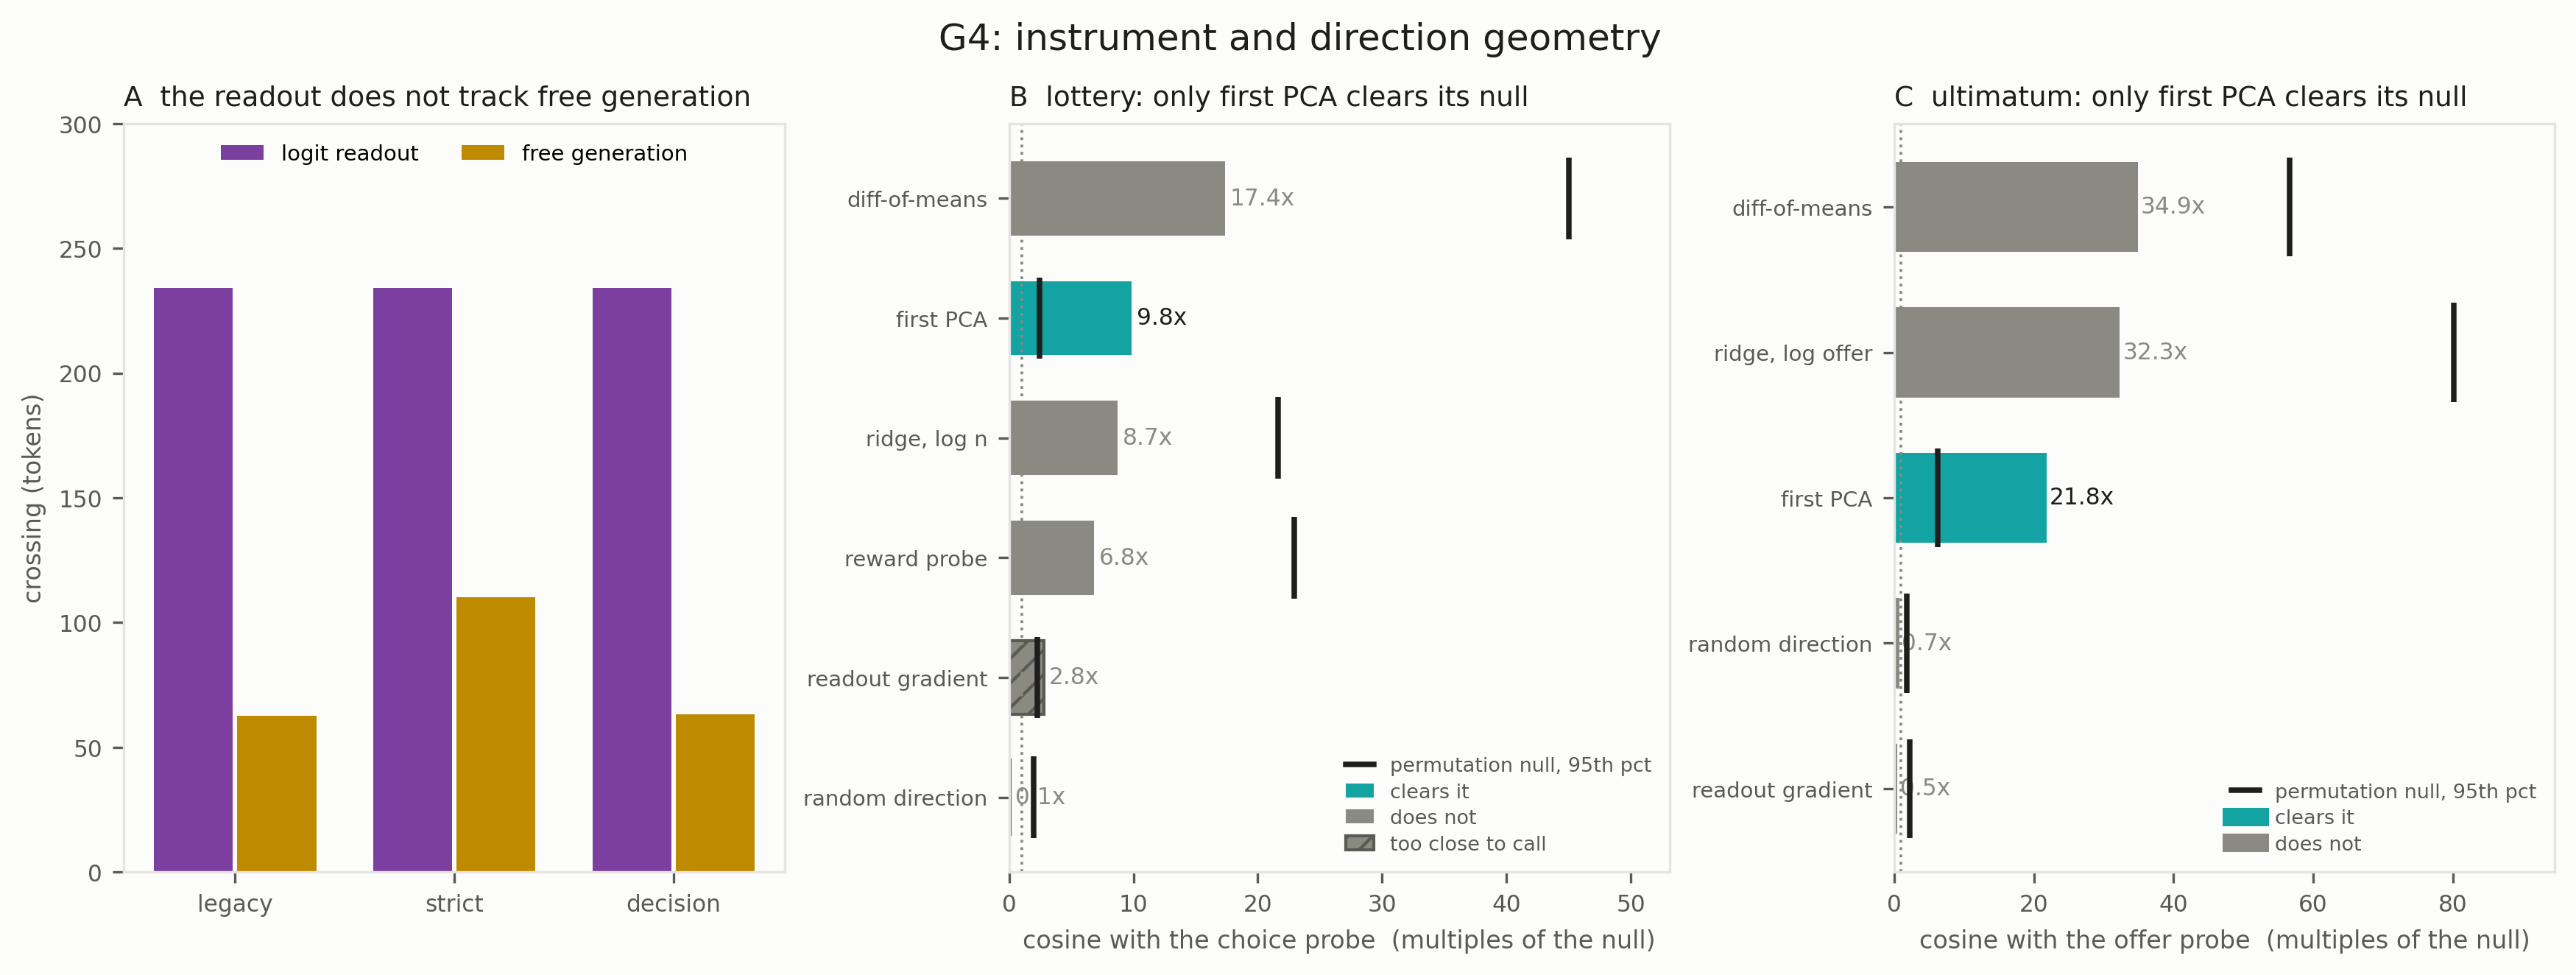 G4: instrument and direction geometry
A the readout does not track free generation
300
250
200
150
100
50
0
crossing (tokens)
logit readout
free generation
legacy
strict
decision
B lottery: only first PCA clears its null
diff-of-means
17.4x
first PCA
9.8x
ridge, log n
8.7x
reward probe
6.8x
readout gradient
2.8x
random direction
0.1x
permutation null, 95th pct
clears it
does not
too close to call
0
10
20
30
40
50
cosine with the choice probe (multiples of the null)
C ultimatum: only first PCA clears its null
diff-of-means
34.9x
ridge, log offer
32.3x
first PCA
21.8x
random direction
0.7x
readout gradient
0.5x
permutation null, 95th pct
clears it
does not
0
20
40
60
80
cosine with the offer probe (multiples of the null)